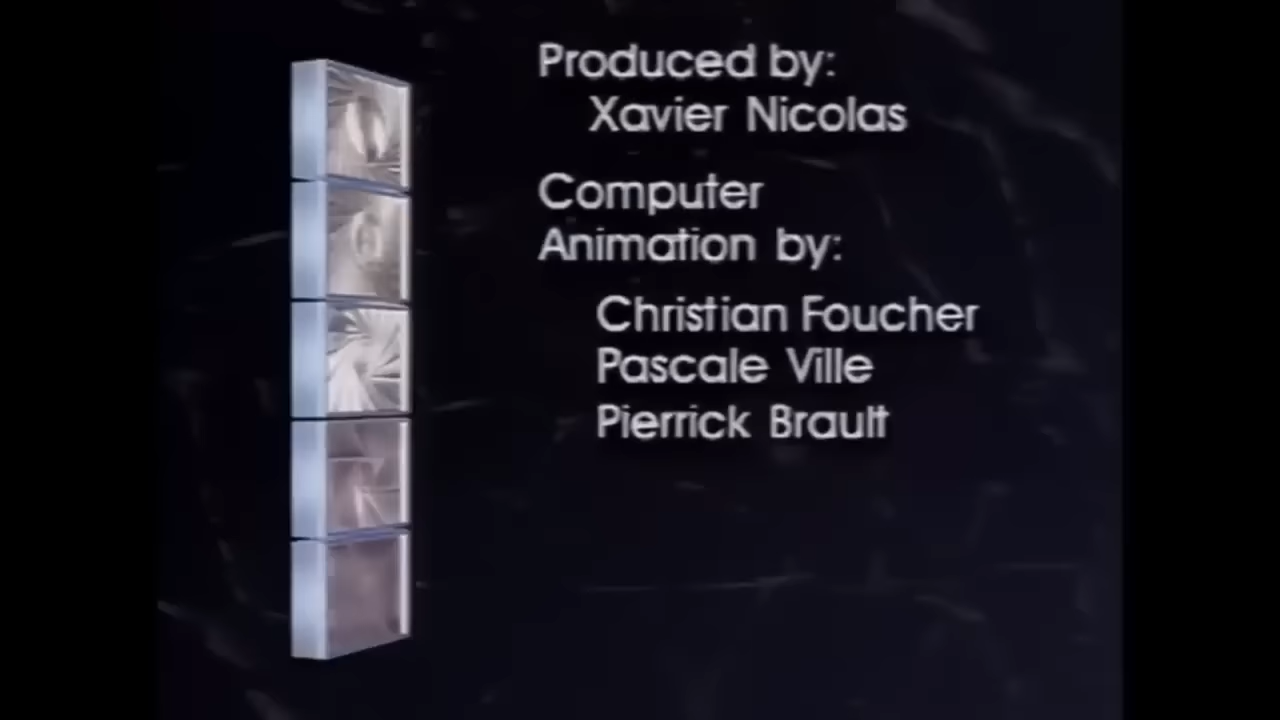 Produced by:
Xavier Nicolas
Computer
Animation by:
Christian Foucher
Pascale Ville
Pierrick Brault